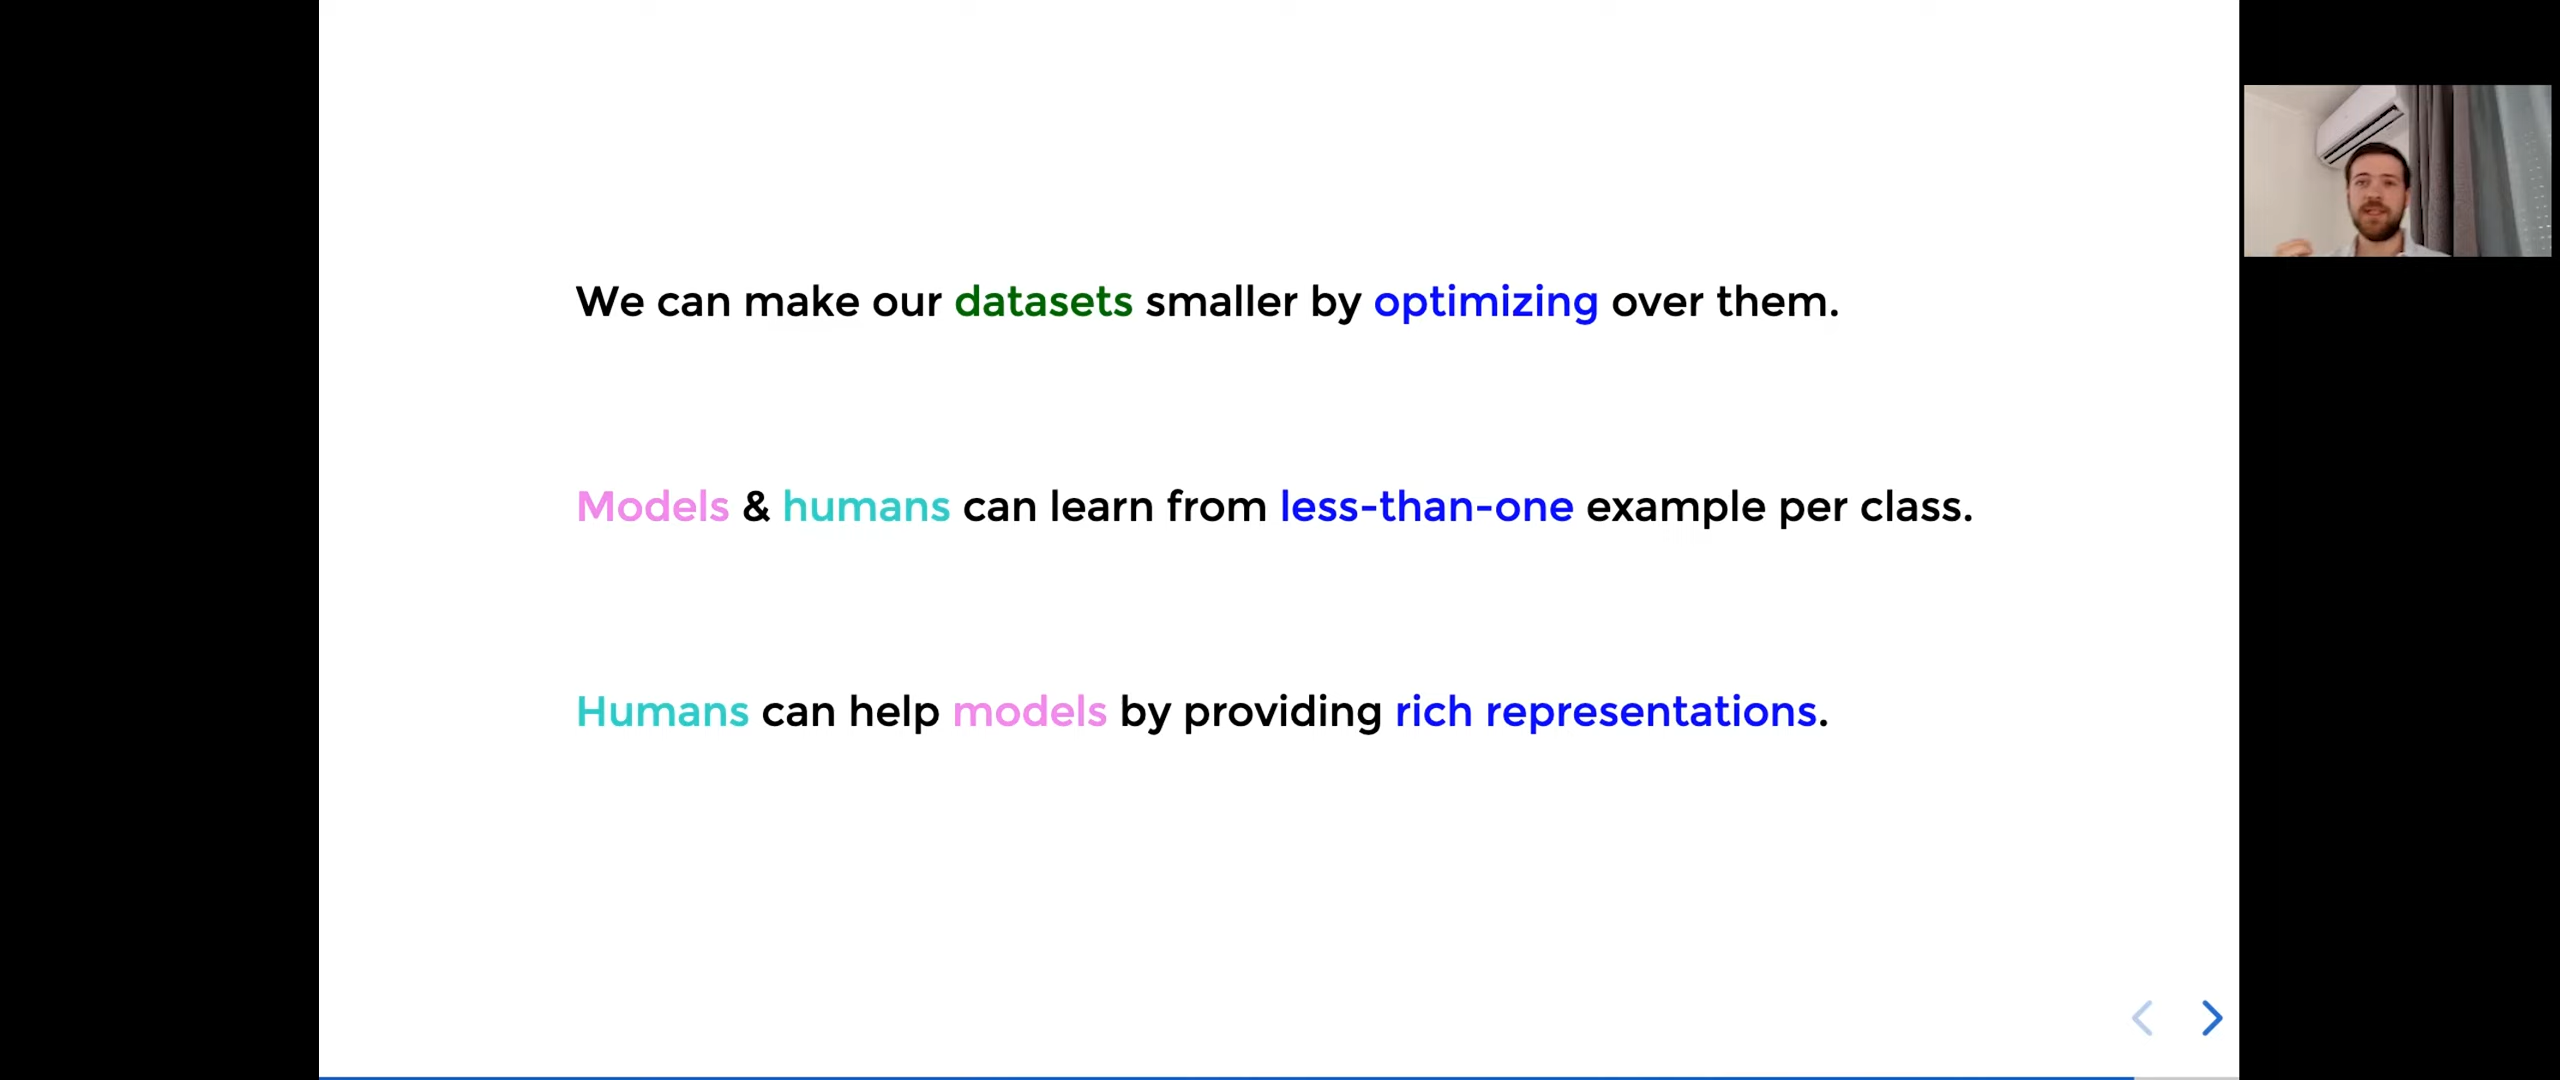 We can make our datasets smaller by optimizing over them.
Models & humans can learn from less-than-one example per class.
Humans can help models by providing rich representations.